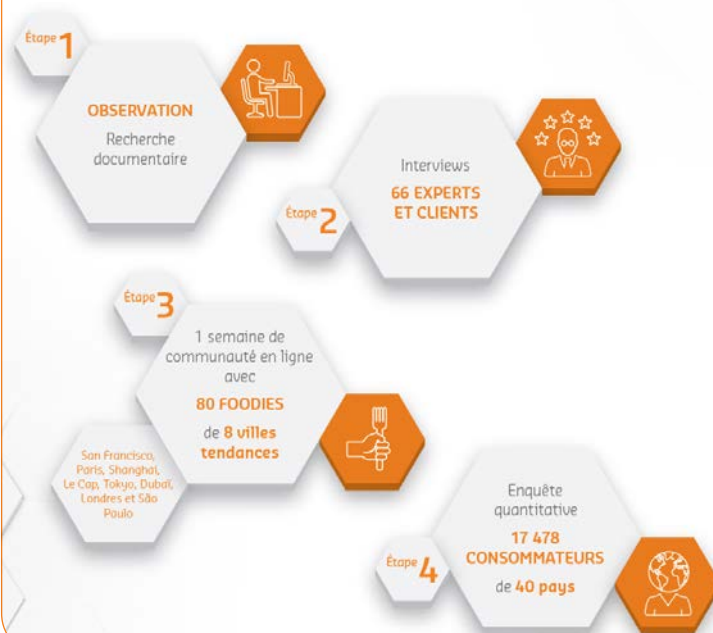 Étape 1
OBSERVATION
Recherche
documentaire
Étape 2
Interviews
66 EXPERTS
ET CLIENTS
Étape 3
1 semaine de
communauté en ligne
avec
80 FOODIES
de 8 villes
tendances
San Francisco,
Paris, Shanghai,
Le Cap, Tokyo, Dubaï,
Londres et São
Paulo
Étape 4
Enquête
quantitative
17 478
CONSOMMATEURS
de 40 pays